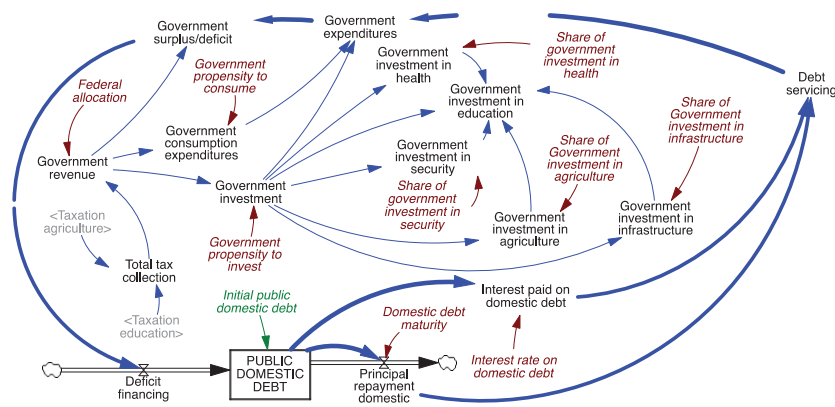 Government
surplus/deficit
Government
expenditures
Share of
government
investment in
health
Government
propensity to
consume
Government
investment in
health
Federal
allocation
Debt
servicing
Government
investment in
education
Share of
Government
investment in
infrastructure
Government
consumption
expenditures
Share of
Government
investment in
agriculture
Government
revenue
Government
investment in
security
Government
investment
Share of
government
investment in
security
Government
investment in
agriculture
Government
investment in
infrastructure
<Taxation
agriculture>
Government
propensity to
invest
Total tax
collection
Initial public
domestic debt
Interest paid on
domestic debt
<Taxation
education>
Domestic debt
maturity
Interest rate on
domestic debt
PUBLIC
DOMESTIC
DEBT
Deficit
financing
Principal
repayment
domestic